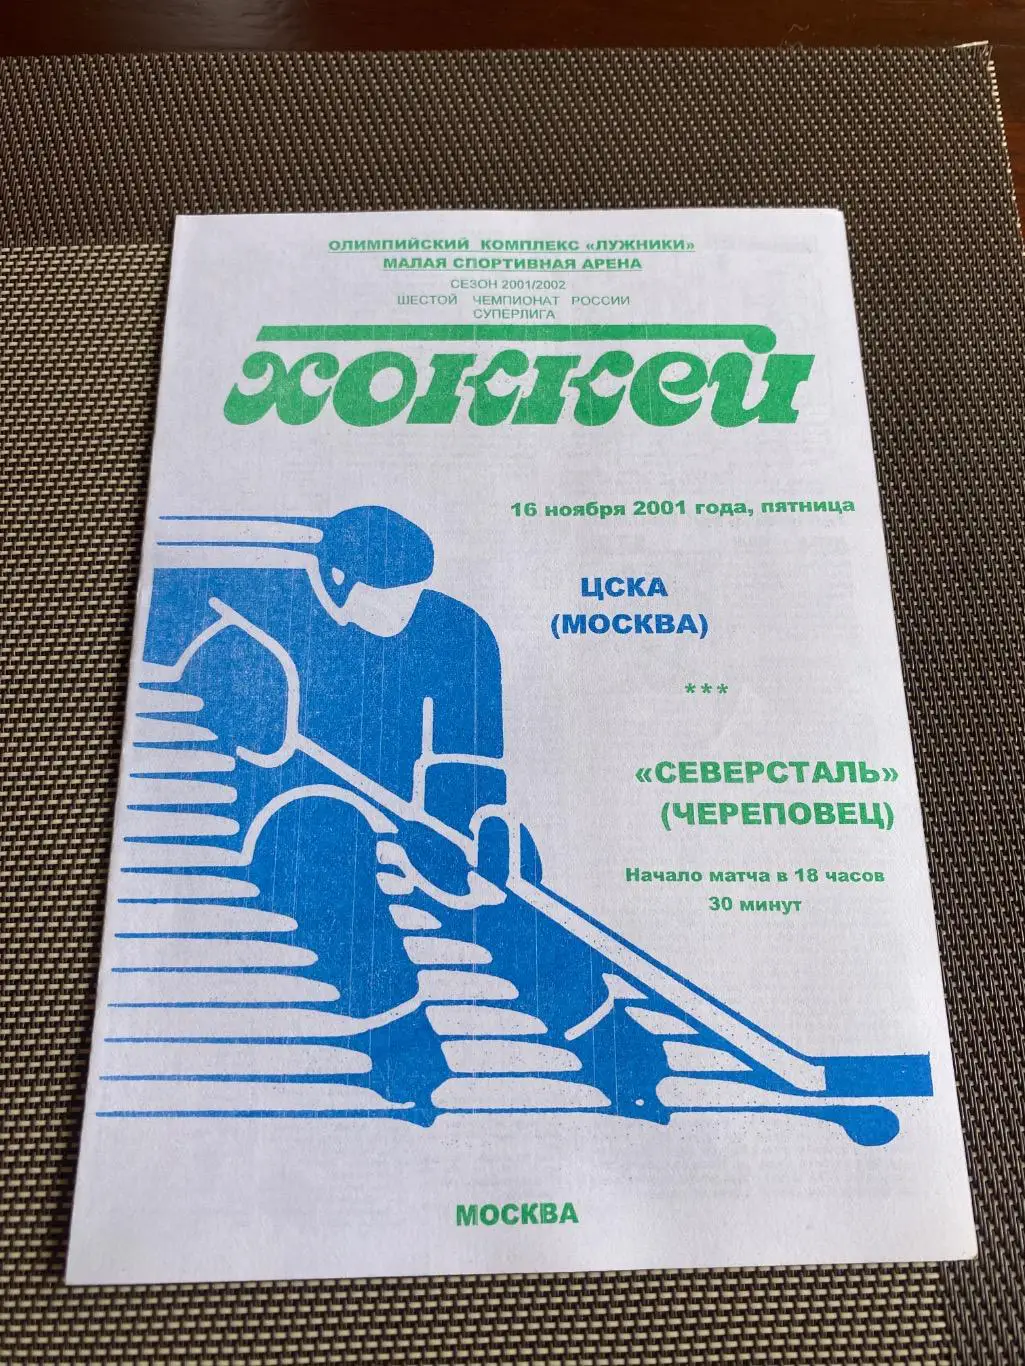 ОЛИМПИЙСКИЙ КОМПЛЕКС «ЛУЖНИКИ»
МАЛАЯ СПОРТИВНАЯ АРЕНА
СЕЗОН 2001/2002
ШЕСТОЙ ЧЕМПИОНАТ РОССИИ
СУПЕРЛИГА
хоккей
16 ноября 2001 года, пятница
ЦСКА
(МОСКВА)
***
«СЕВЕРСТАЛЬ»
(ЧЕРЕПОВЕЦ)
Начало матча в 18 часов
30 минут
МОСКВА